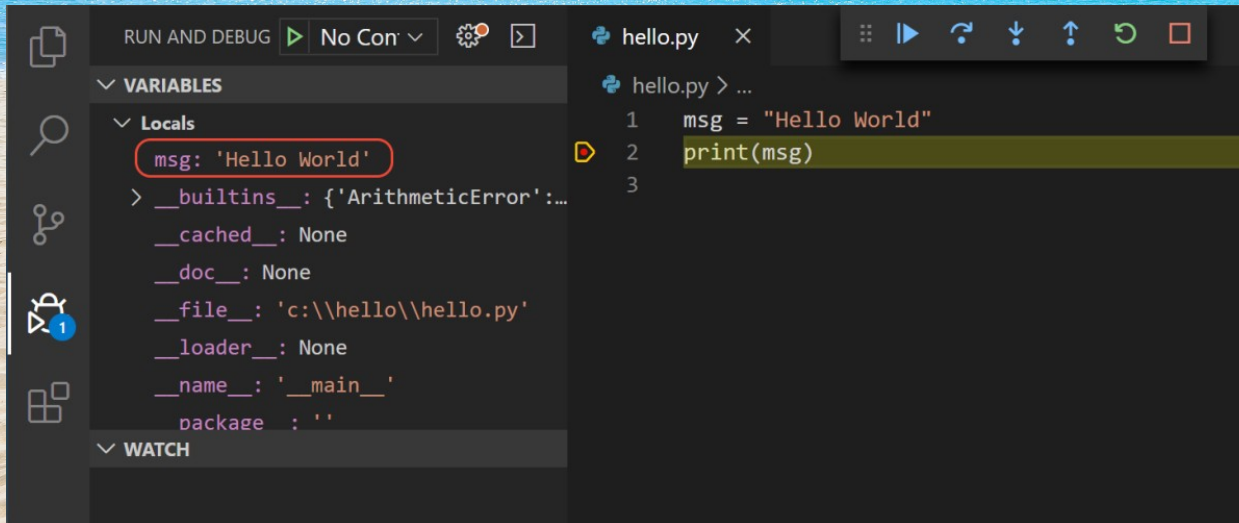 RUN AND DEBUG No Con
VARIABLES
Locals
msg: 'Hello World'
__builtins__: {'ArithmeticError':…
__cached__: None
__doc__: None
__file__: 'c:\\hello\\hello.py'
__loader__: None
__name__: '__main__'
package : ''
WATCH
1
hello.py
hello.py > ...
1 msg = "Hello World"
2 print(msg)
3